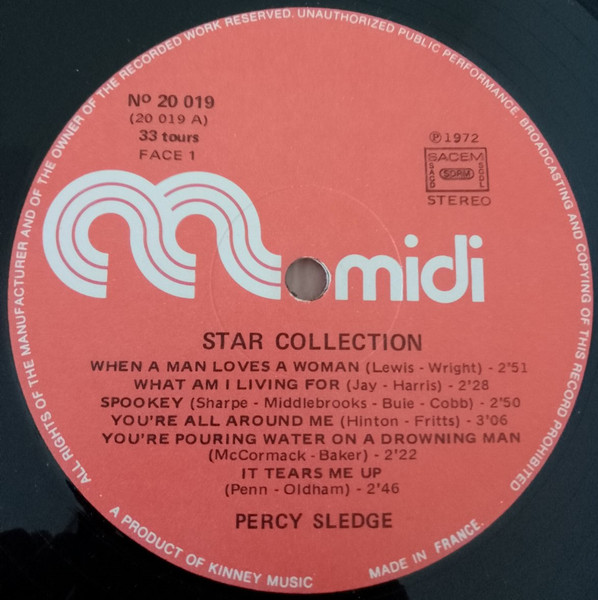 ALL RIGHTS OF THE MANUFACTURER AND OF THE OWNER OF THE RECORDED WORK RESERVED. UNAUTHORIZED PUBLIC PERFORMANCE. BROADCASTING AND COPYING OF THIS RECORD PROHIBITED
Nº 20 019
(20 019 A)
33 tours
FACE 1
℗ 1972
SACEM
SACD
SDRM
SGDL
STEREO
midi
STAR COLLECTION
WHEN A MAN LOVES A WOMAN (Lewis - Wright) - 2'51
WHAT AM I LIVING FOR (Jay - Harris) - 2'28
SPOOKEY (Sharpe - Middlebrooks - Buie - Cobb) - 2'50
YOU'RE ALL AROUND ME (Hinton - Fritts) - 3'06
YOU'RE POURING WATER ON A DROWNING MAN
(McCormack - Baker) - 2'22
IT TEARS ME UP
(Penn - Oldham) - 2'46
PERCY SLEDGE
A PRODUCT OF KINNEY MUSIC
MADE IN FRANCE.